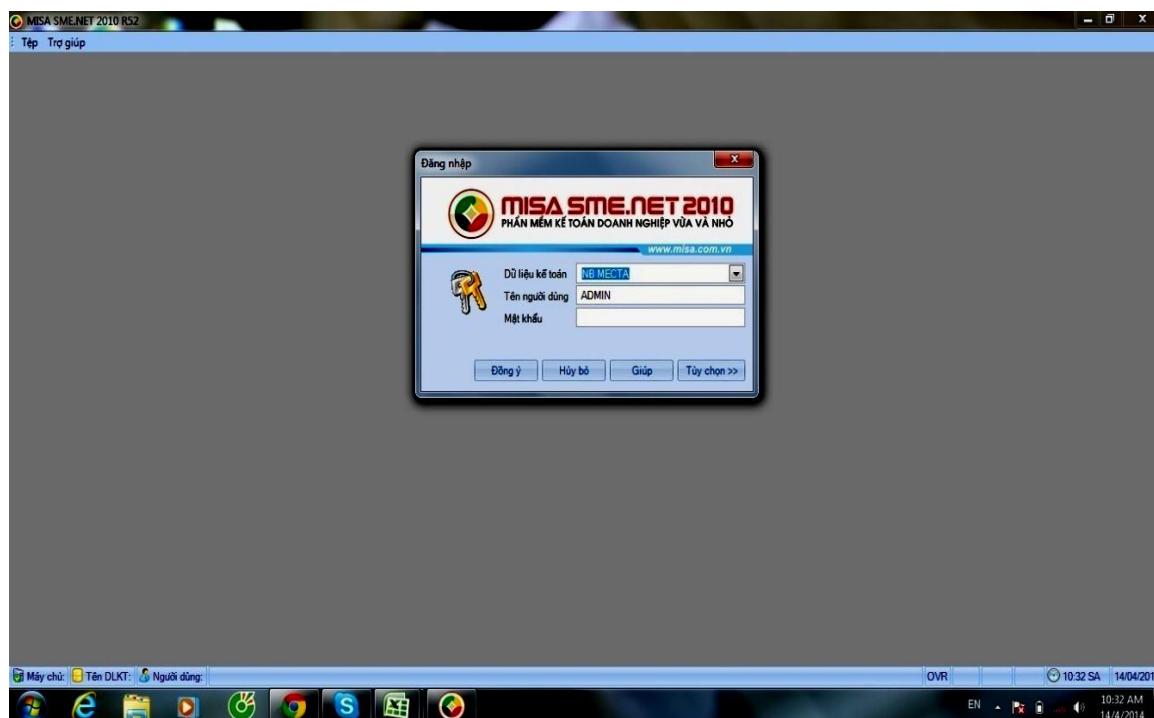 MISA SME.NET 2010 R52
Tệp Trợ giúp
Đăng nhập
MISA SME.NET 2010
PHẦN MỀM KẾ TOÁN DOANH NGHIỆP VỪA VÀ NHỎ
www.misa.com.vn
Dữ liệu kế toán NB MECTA
Tên người dùng ADMIN
Mật khẩu
Đồng ý Hủy bỏ Giúp Tùy chọn >>
Máy chủ: Tên DLKT: Người dùng: OVR 10:32 SA 14/04/201
EN 10:32 AM
14/4/2014